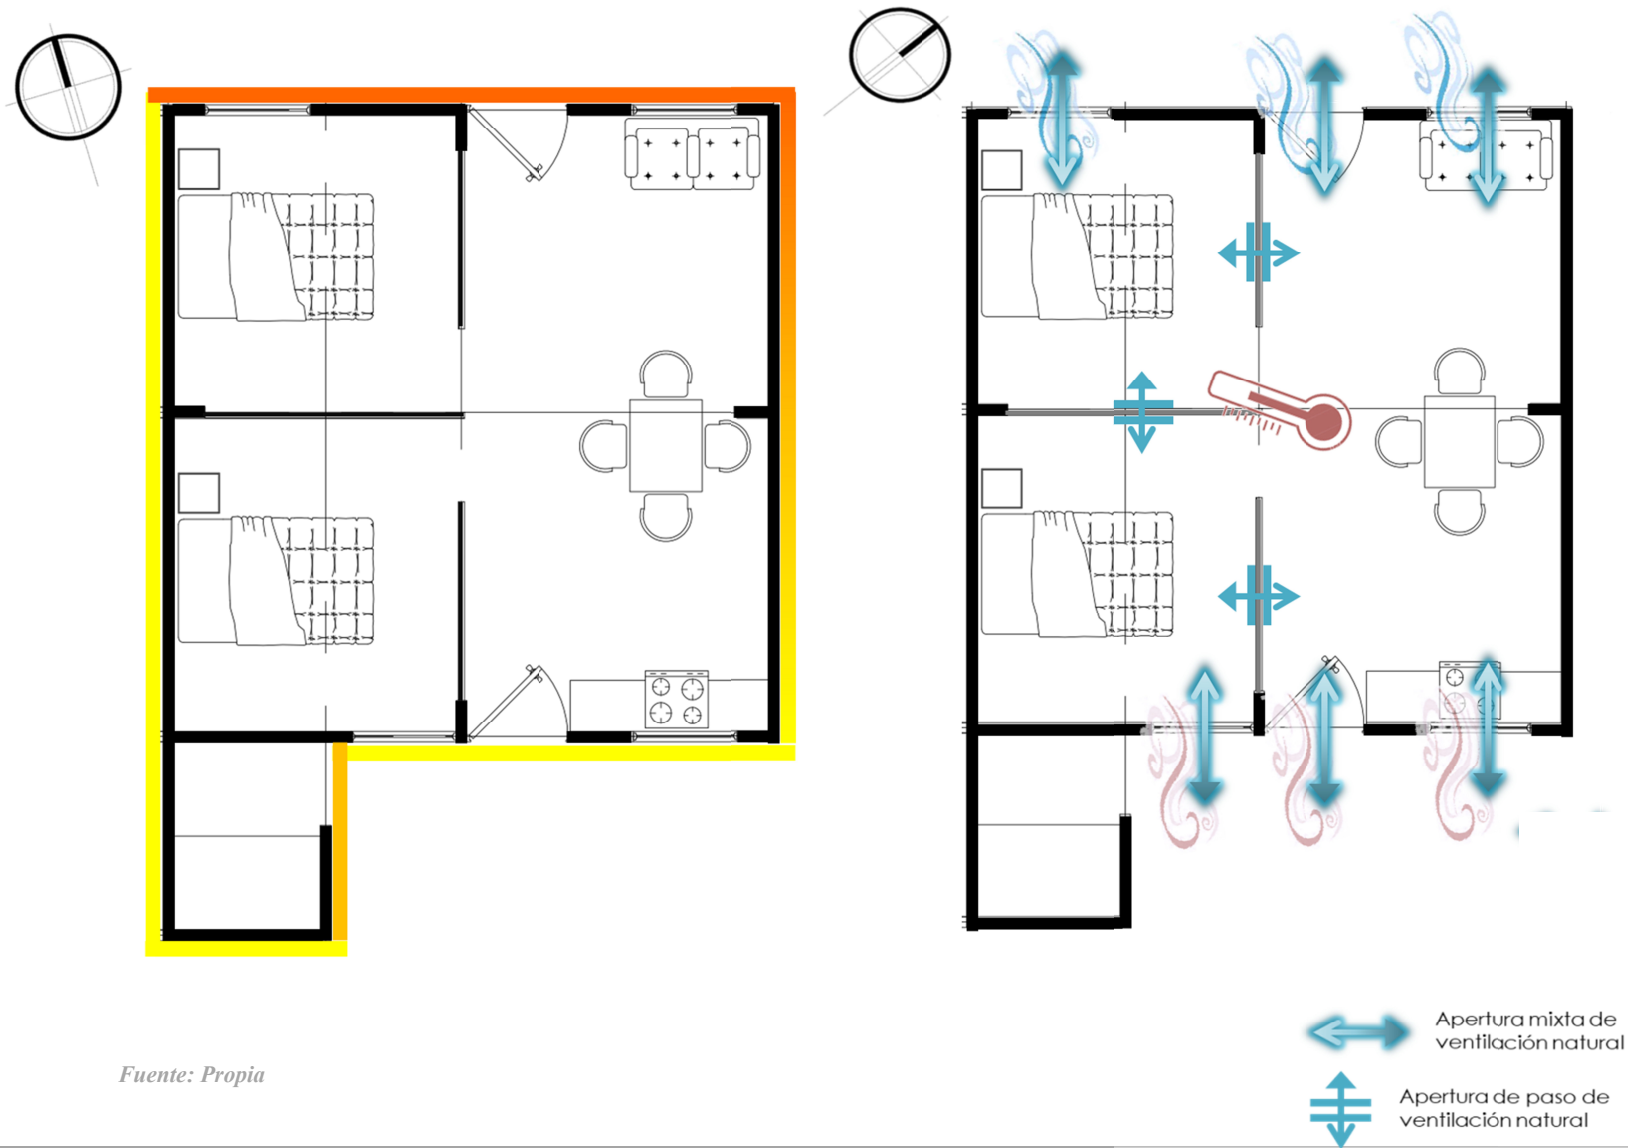 Apertura mixta de
ventilación natural
Fuente: Propia
Apertura de paso de
ventilación natural